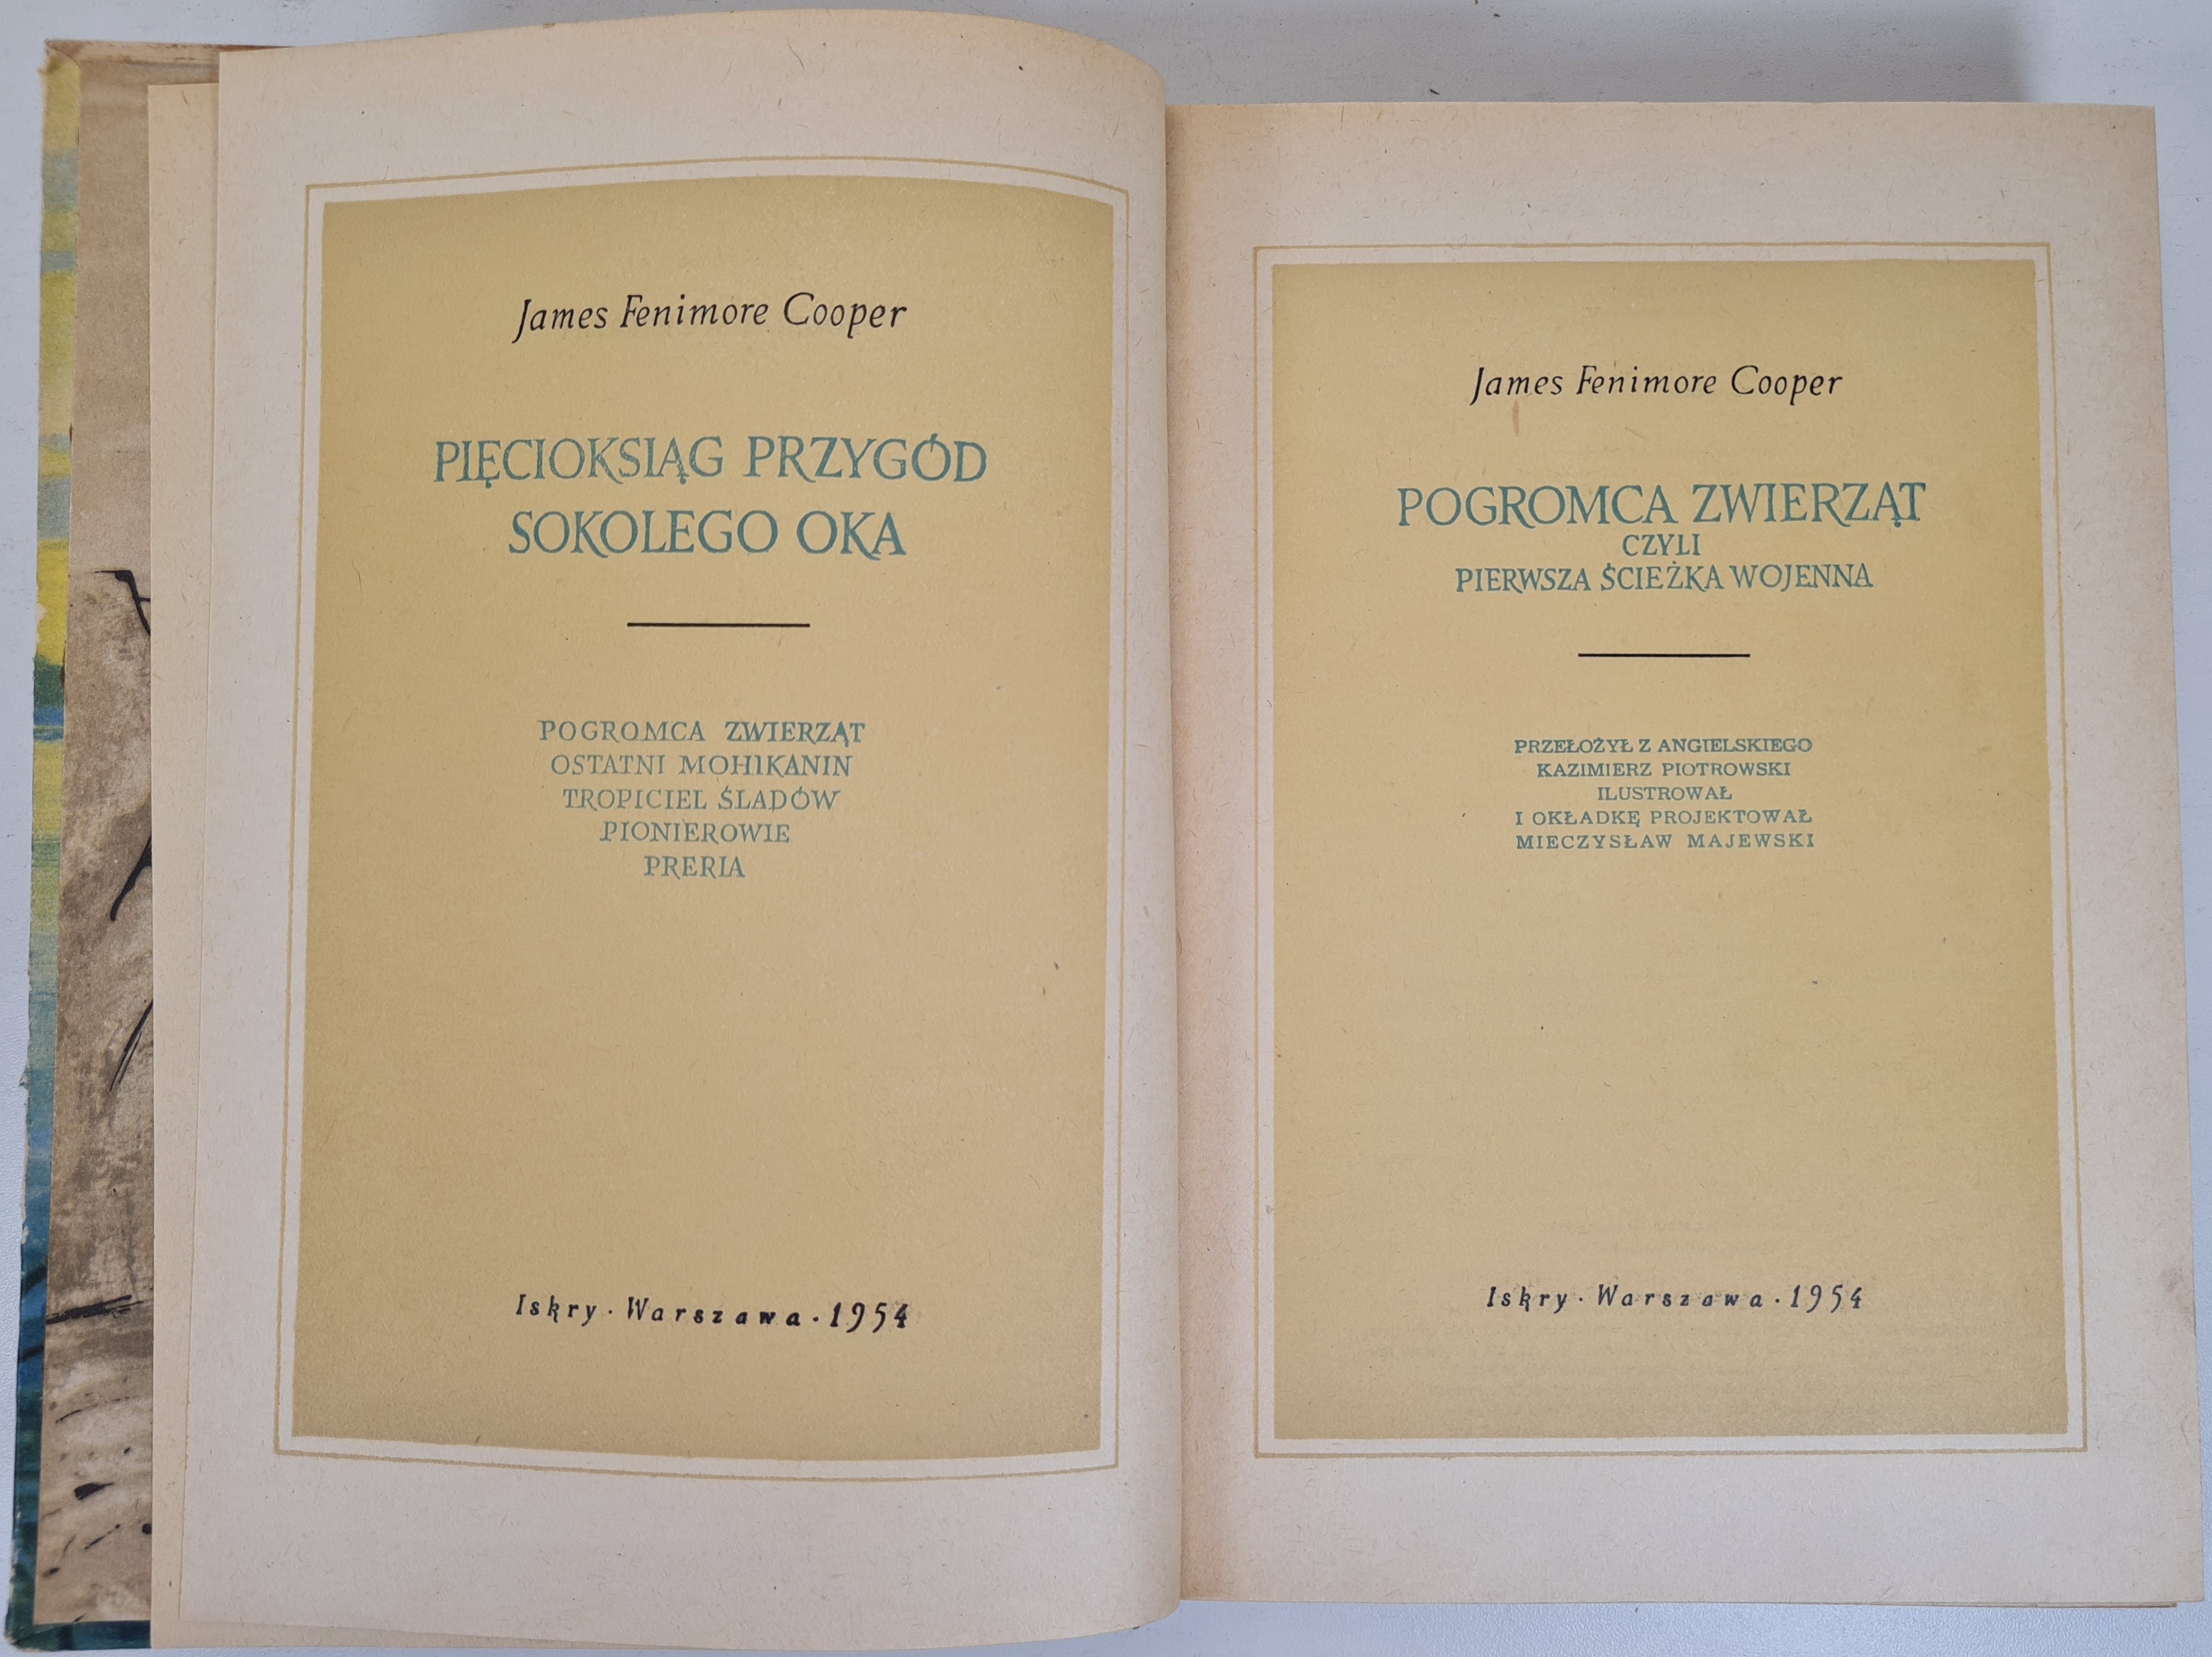 James Fenimore Cooper
PIĘCIOKSIĄG PRZYGÓD
SOKOLEGO OKA
POGROMCA ZWIERZĄT
OSTATNI MOHIKANIN
TROPICIEL ŚLADÓW
PIONIEROWIE
PRERIA
Iskry · Warszawa · 1954
James Fenimore Cooper
POGROMCA ZWIERZĄT
CZYLI
PIERWSZA ŚCIEŻKA WOJENNA
PRZEŁOŻYŁ Z ANGIELSKIEGO
KAZIMIERZ PIOTROWSKI
ILUSTROWAŁ
I OKŁADKĘ PROJEKTOWAŁ
MIECZYSŁAW MAJEWSKI
Iskry · Warszawa · 1954